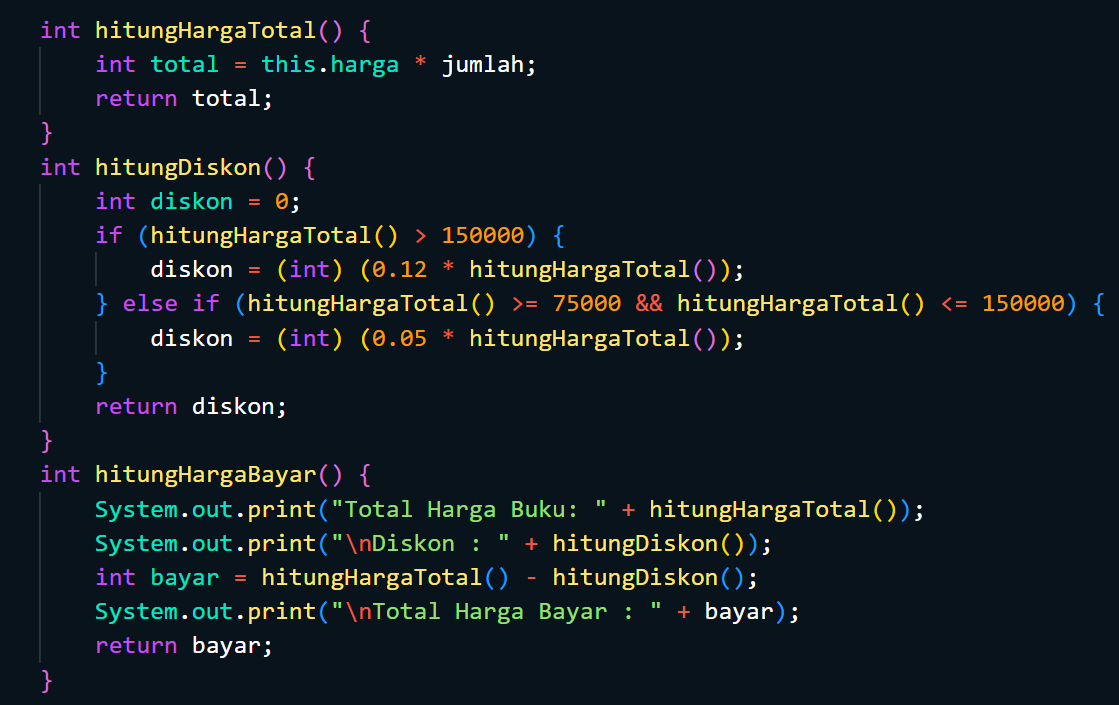 int hitungHargaTotal() {
    int total = this.harga * jumlah;
    return total;
}
int hitungDiskon() {
    int diskon = 0;
    if (hitungHargaTotal() > 150000) {
        diskon = (int) (0.12 * hitungHargaTotal());
    } else if (hitungHargaTotal() >= 75000 && hitungHargaTotal() <= 150000) {
        diskon = (int) (0.05 * hitungHargaTotal());
    }
    return diskon;
}
int hitungHargaBayar() {
    System.out.print("Total Harga Buku: " + hitungHargaTotal());
    System.out.print("\nDiskon : " + hitungDiskon());
    int bayar = hitungHargaTotal() - hitungDiskon();
    System.out.print("\nTotal Harga Bayar : " + bayar);
    return bayar;
}